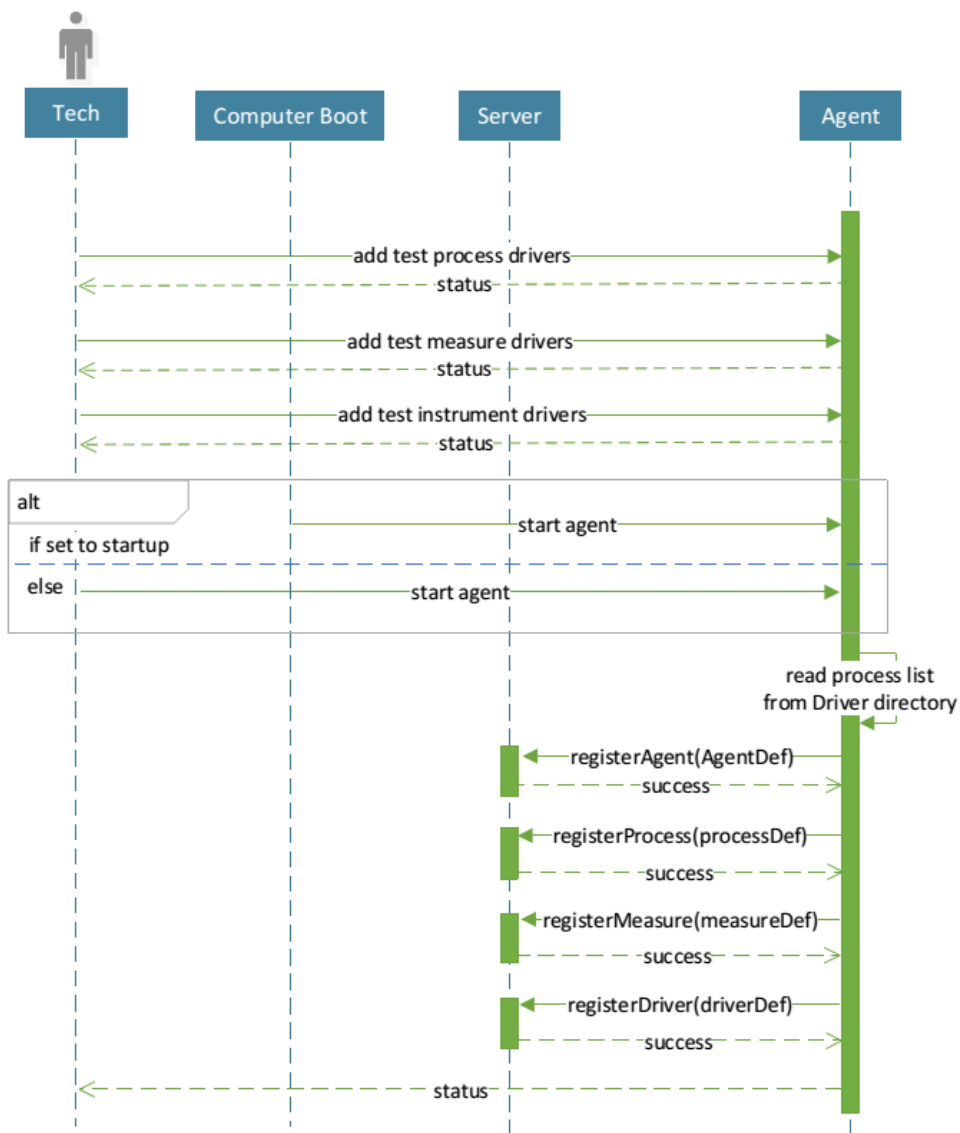 Tech
Computer Boot
Server
Agent
add test process drivers
status
add test measure drivers
status
add test instrument drivers
status
alt
start agent
if set to startup
else
start agent
read process list
from Driver directory
registerAgent(AgentDef)
success
registerProcess(processDef)
success
registerMeasure(measureDef)
success
registerDriver(driverDef)
success
status